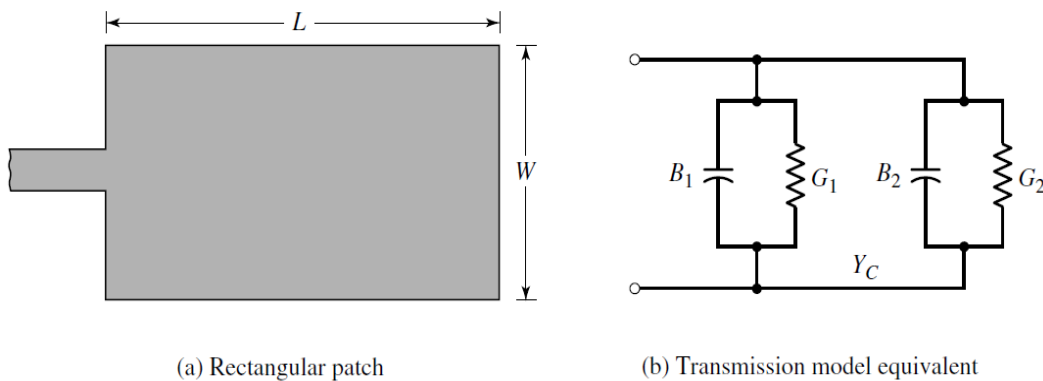 L
W
B1
G1
B2
G2
YC
(a) Rectangular patch
(b) Transmission model equivalent